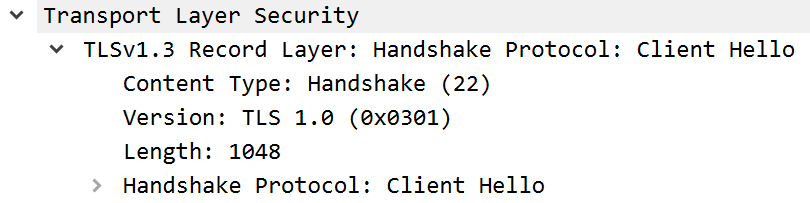 Transport Layer Security
TLSv1.3 Record Layer: Handshake Protocol: Client Hello
Content Type: Handshake (22)
Version: TLS 1.0 (0x0301)
Length: 1048
Handshake Protocol: Client Hello